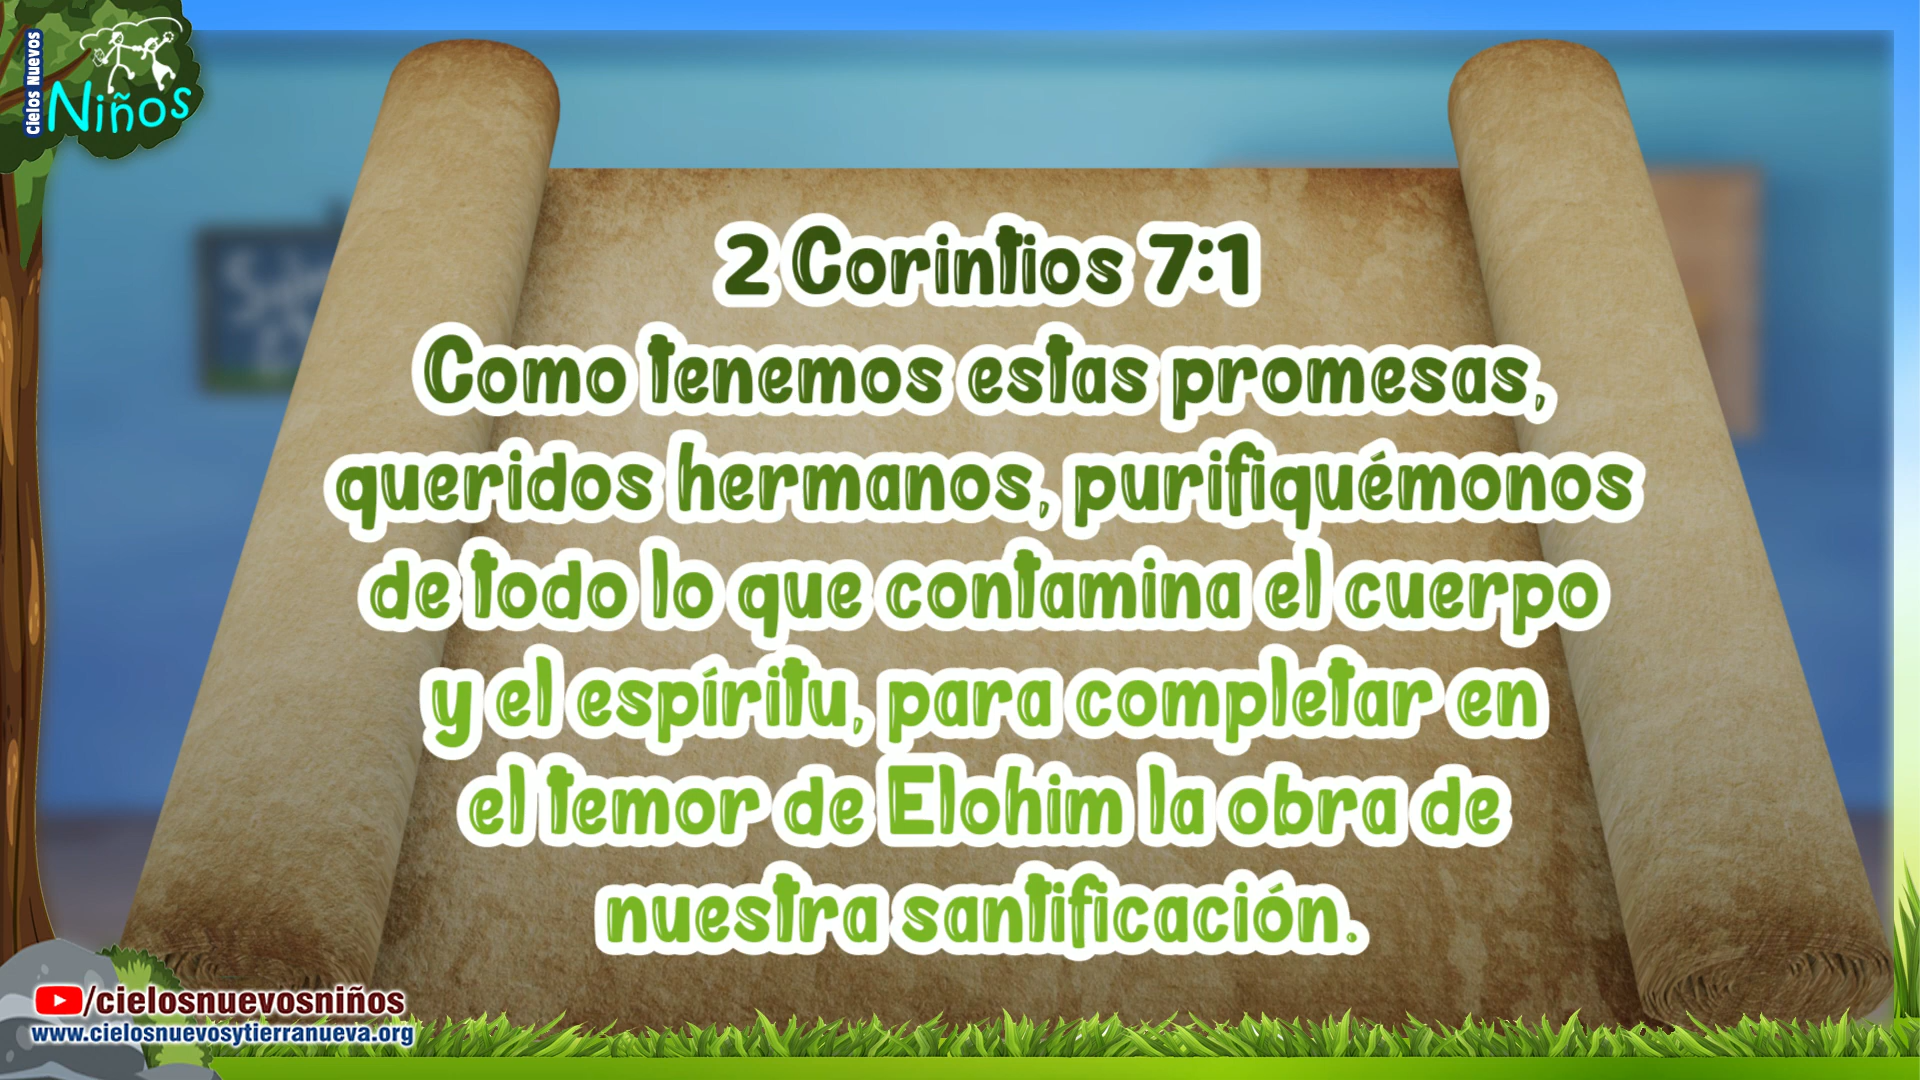 Cielos Nuevos
Niños
2 Corintios 7:1
Como tenemos estas promesas,
queridos hermanos, purifiquémonos
de todo lo que contamina el cuerpo
y el espíritu, para completar en
el temor de Elohim la obra de
nuestra santificación.
/cielosnuevosniños
www.cielosnuevosytierranueva.org